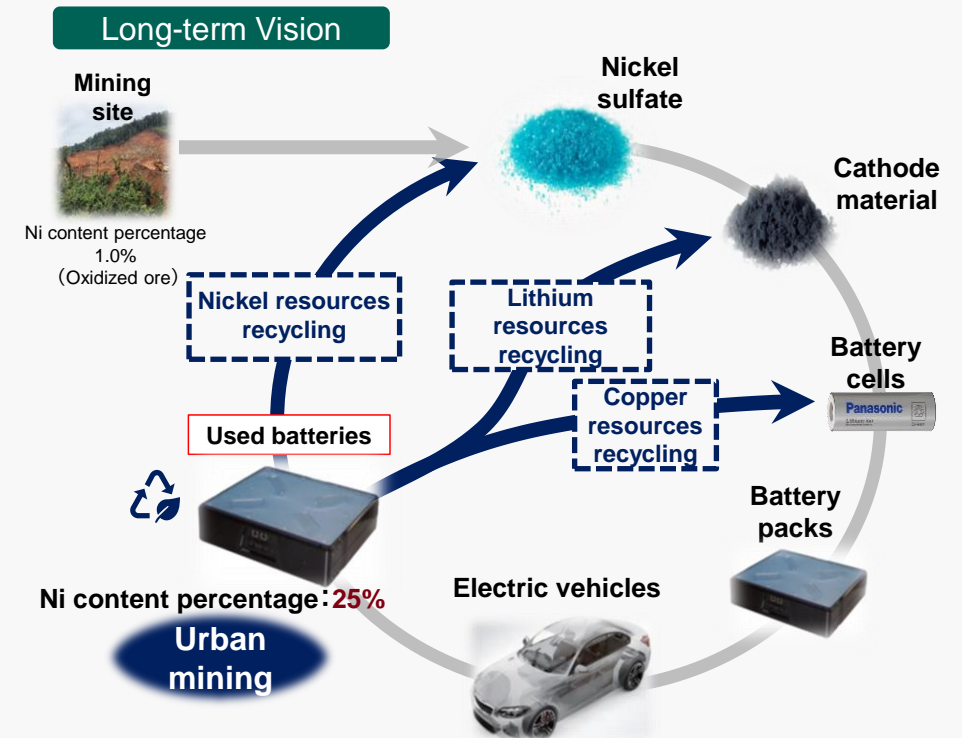 Long-term Vision
Mining
site
Ni content percentage
1.0%
（Oxidized ore）
Nickel
sulfate
Cathode
material
Nickel resources
recycling
Lithium
resources
recycling
Copper
resources
recycling
Battery
cells
Panasonic
Used batteries
Battery
packs
Electric vehicles
Ni content percentage：25%
Urban
mining